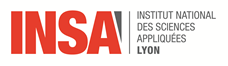 INSA
INSTITUT NATIONAL
DES SCIENCES
APPLIQUÉES
LYON